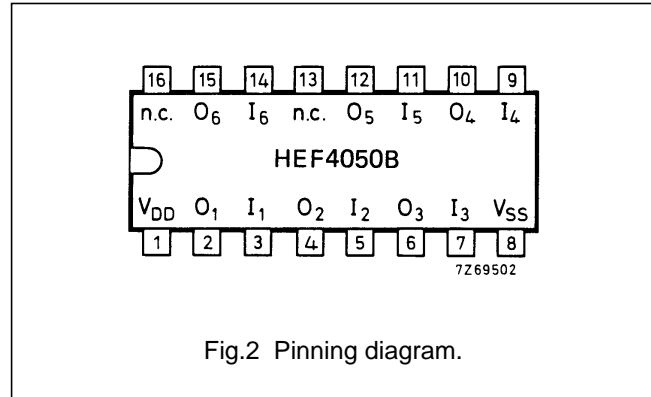 16 15 14 13 12 11 10 9
n.c. O6 I6 n.c. O5 I5 O4 I4
HEF4050B
VDD O1 I1 O2 I2 O3 I3 VSS
1 2 3 4 5 6 7 8
7Z69502
Fig.2 Pinning diagram.